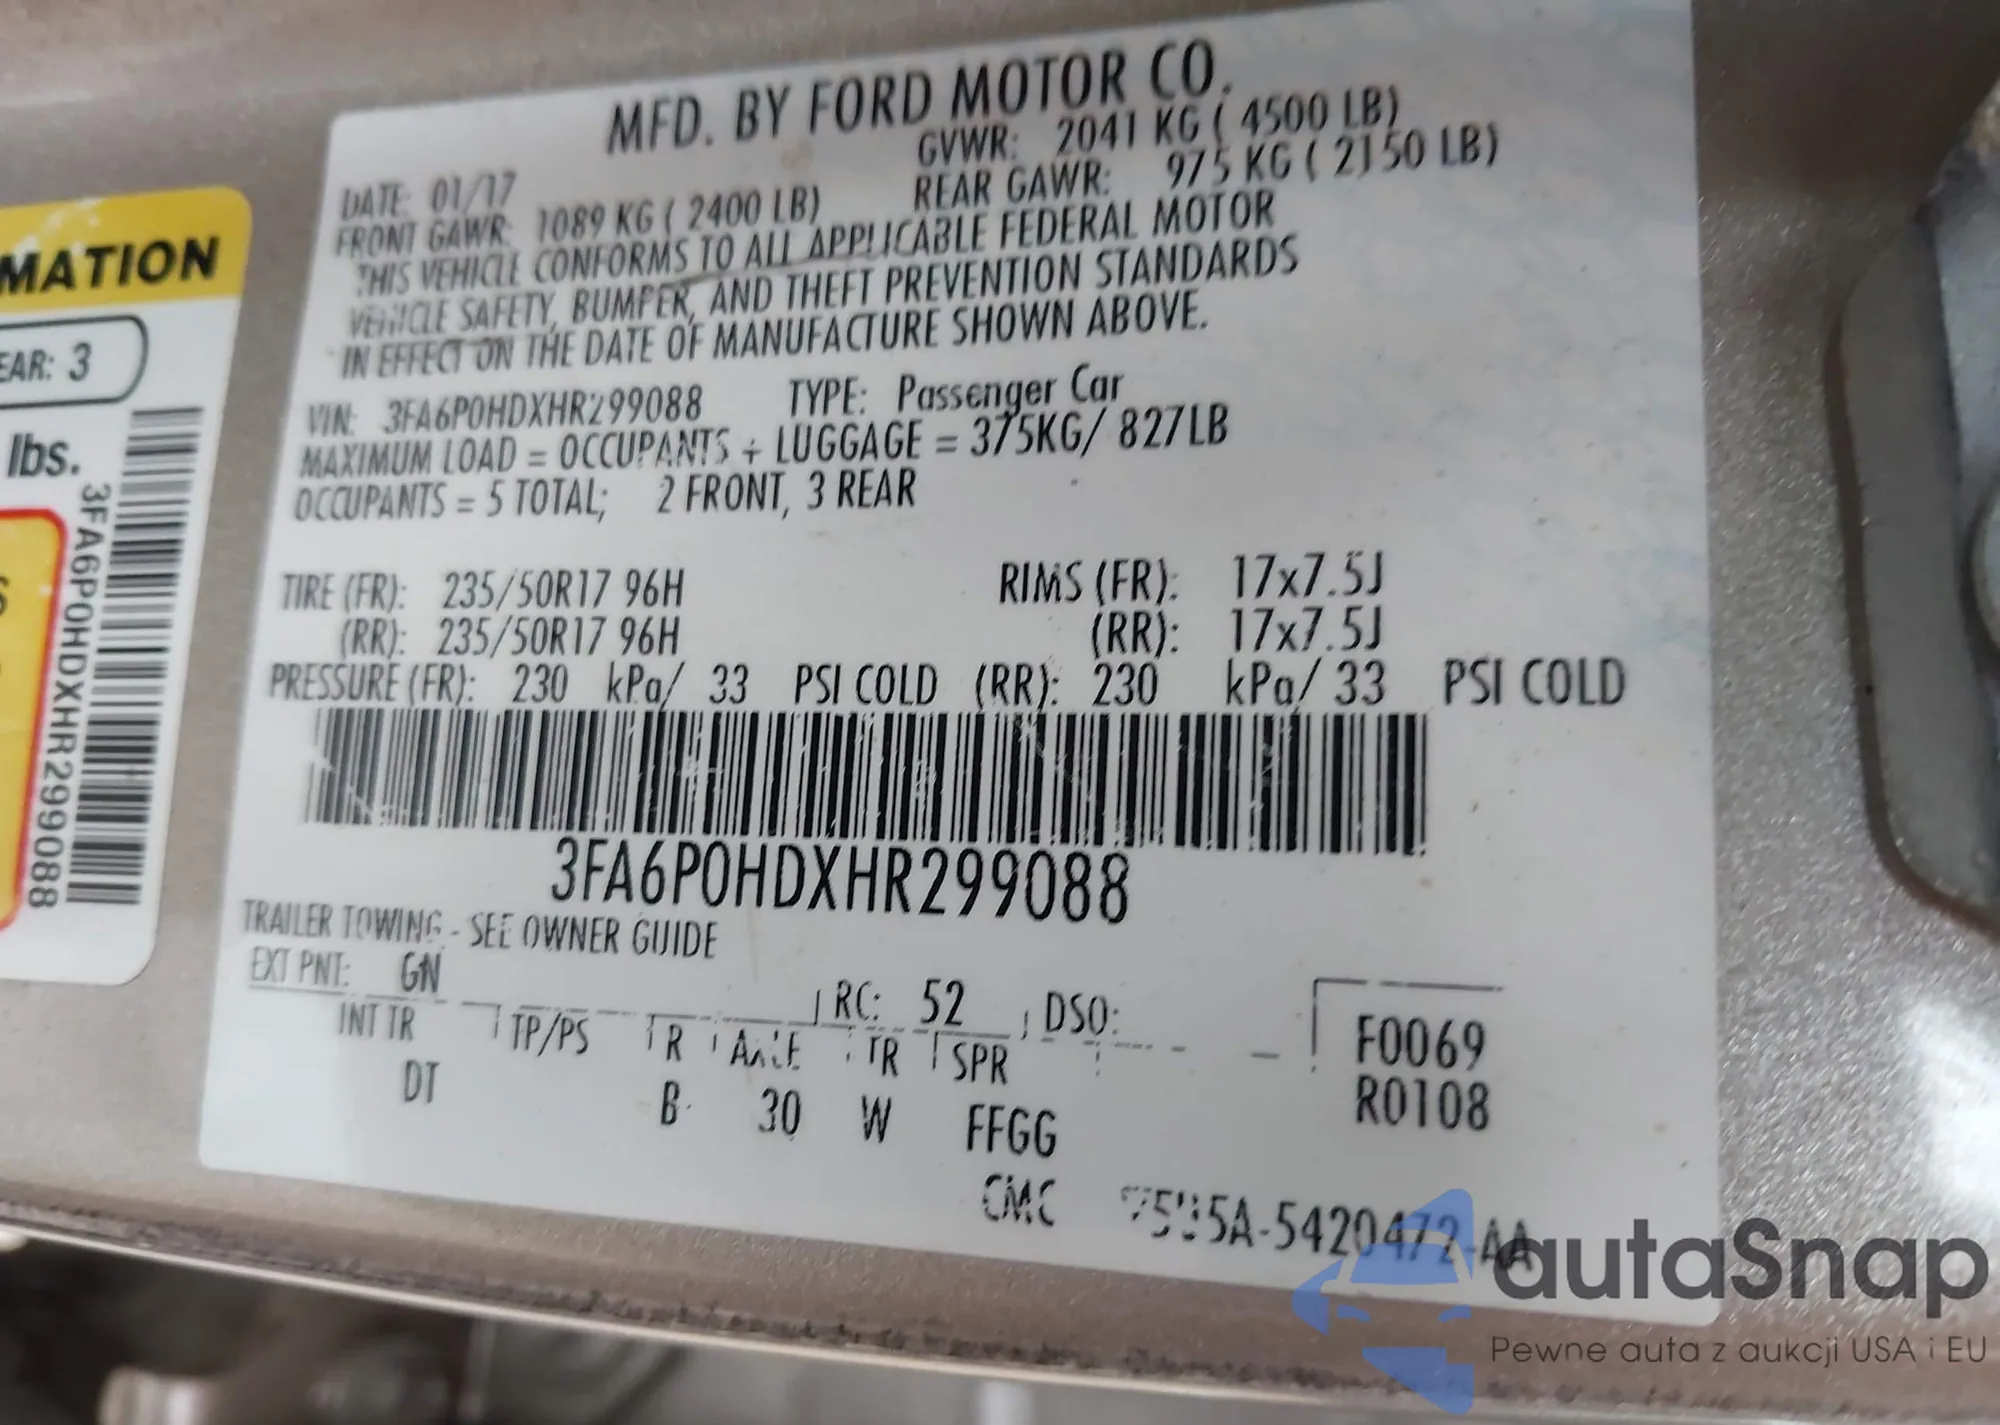 MFD. BY FORD MOTOR CO.
DATE: 01/17 GVWR: 2041 KG ( 4500 LB)
FRONT GAWR: 1089 KG ( 2400 LB) REAR GAWR: 975 KG ( 2150 LB)
THIS VEHICLE CONFORMS TO ALL APPLICABLE FEDERAL MOTOR
VEHICLE SAFETY, BUMPER, AND THEFT PREVENTION STANDARDS
IN EFFECT ON THE DATE OF MANUFACTURE SHOWN ABOVE.
VIN: 3FA6P0HDXHR299088 TYPE: Passenger Car
MAXIMUM LOAD = OCCUPANTS + LUGGAGE = 375KG/ 827LB
OCCUPANTS = 5 TOTAL; 2 FRONT, 3 REAR
TIRE (FR): 235/50R17 96H RIMS (FR): 17x7.5J
(RR): 235/50R17 96H (RR): 17x7.5J
PRESSURE (FR): 230 kPa/ 33 PSI COLD (RR): 230 kPa/ 33 PSI COLD
3FA6P0HDXHR299088
TRAILER TOWING - SEE OWNER GUIDE
EXT PNT: GN RC: 52 DSO:
INT TR TP/PS R AXLE TR SPR F0069
DT B 30 W FFGG R0108
CMC 5A-5420472-AA
MATION
EAR: 3
lbs.
3FA6P0HDXHR299088
autaSnap
Pewne auta z aukcji USA i EU